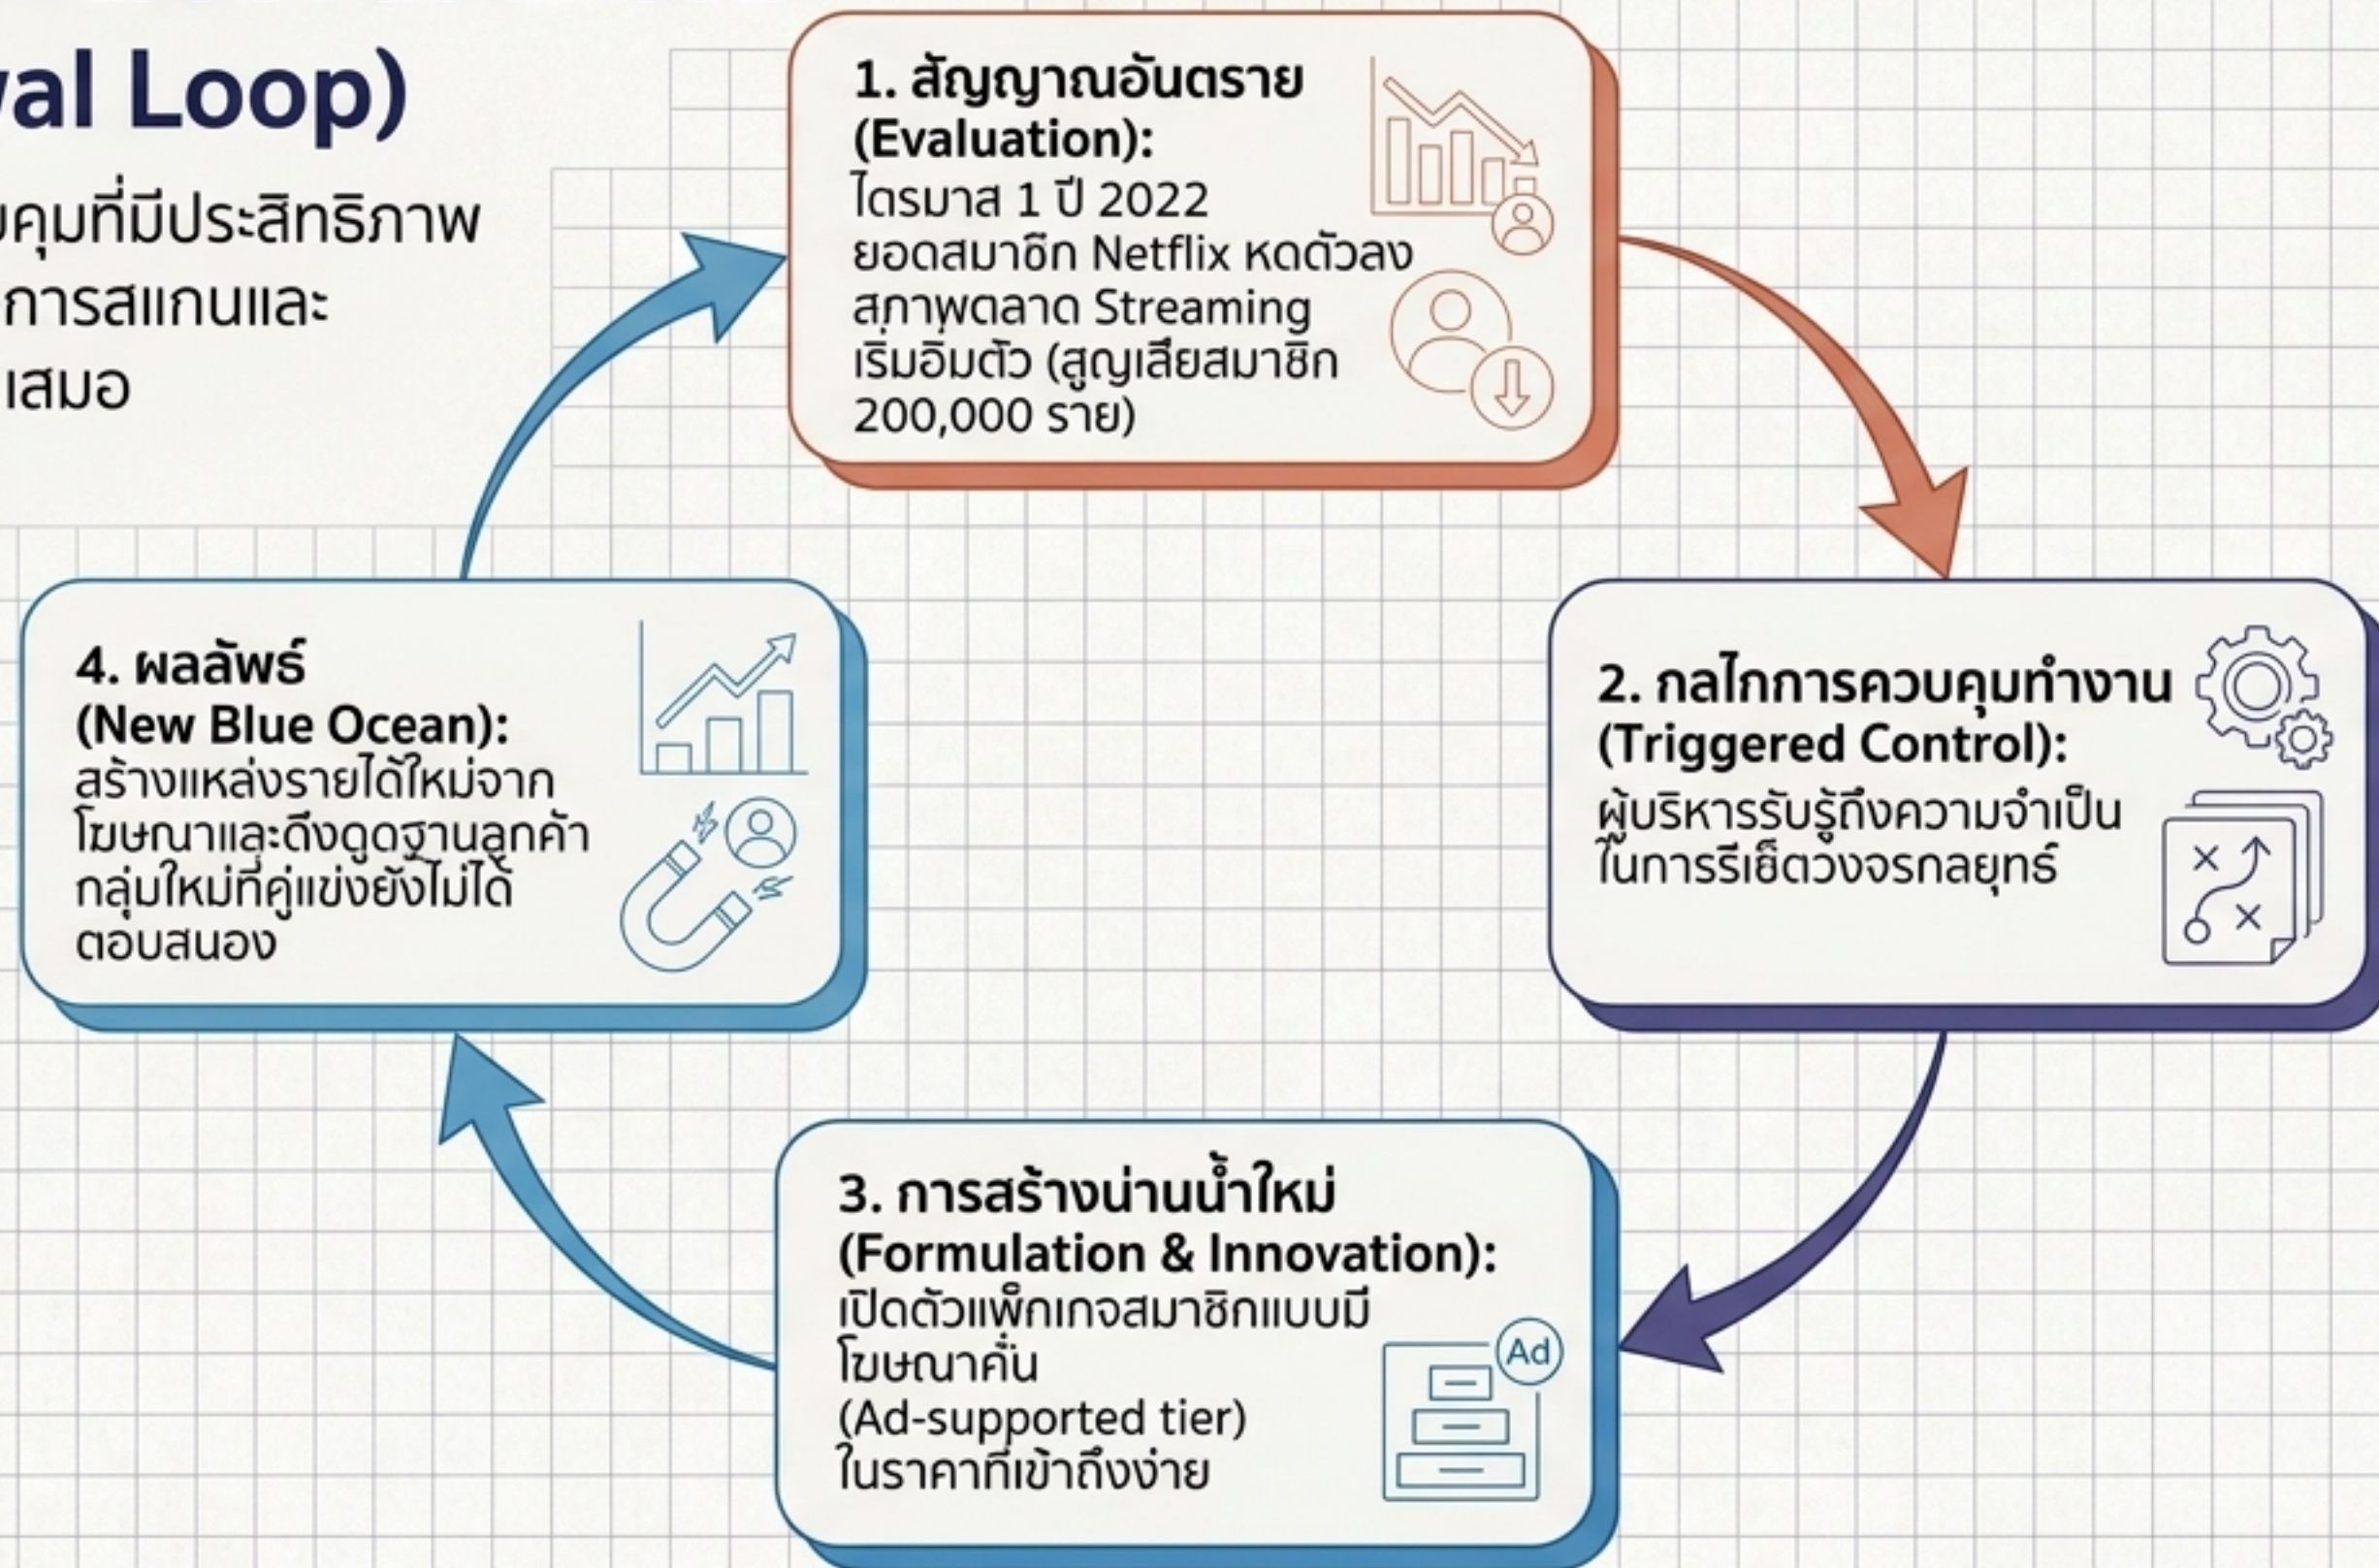 val Loop)
บคุมที่มีประสิทธิภาพ
การสแกนและ
เสมอ
1. สัญญาณอันตราย
(Evaluation):
ไตรมาส 1 ปี 2022
ยอดสมาชิก Netflix หดตัวลง
สภาพตลาด Streaming
เริ่มอิ่มตัว (สูญเสียสมาชิก
200,000 ราย)
2. กลไกการควบคุมทำงาน
(Triggered Control):
ผู้บริหารรับรู้ถึงความจำเป็น
ในการรีเซ็ตวงจรกลยุทธ์
3. การสร้างน่านน้ำใหม่
(Formulation & Innovation):
เปิดตัวแพ็กเกจสมาชิกแบบมี
โฆษณาคั่น
(Ad-supported tier)
ในราคาที่เข้าถึงง่าย
Ad
4. ผลลัพธ์
(New Blue Ocean):
สร้างแหล่งรายได้ใหม่จาก
โฆษณาและดึงดูดฐานลูกค้า
กลุ่มใหม่ที่คู่แข่งยังไม่ได้
ตอบสนอง